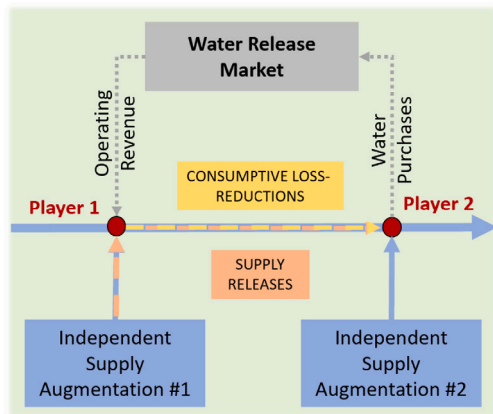 Water Release
Market
Operating
Revenue
Water
Purchases
CONSUMPTIVE LOSS-
REDUCTIONS
Player 1
Player 2
SUPPLY
RELEASES
Independent
Supply
Augmentation #1
Independent
Supply
Augmentation #2